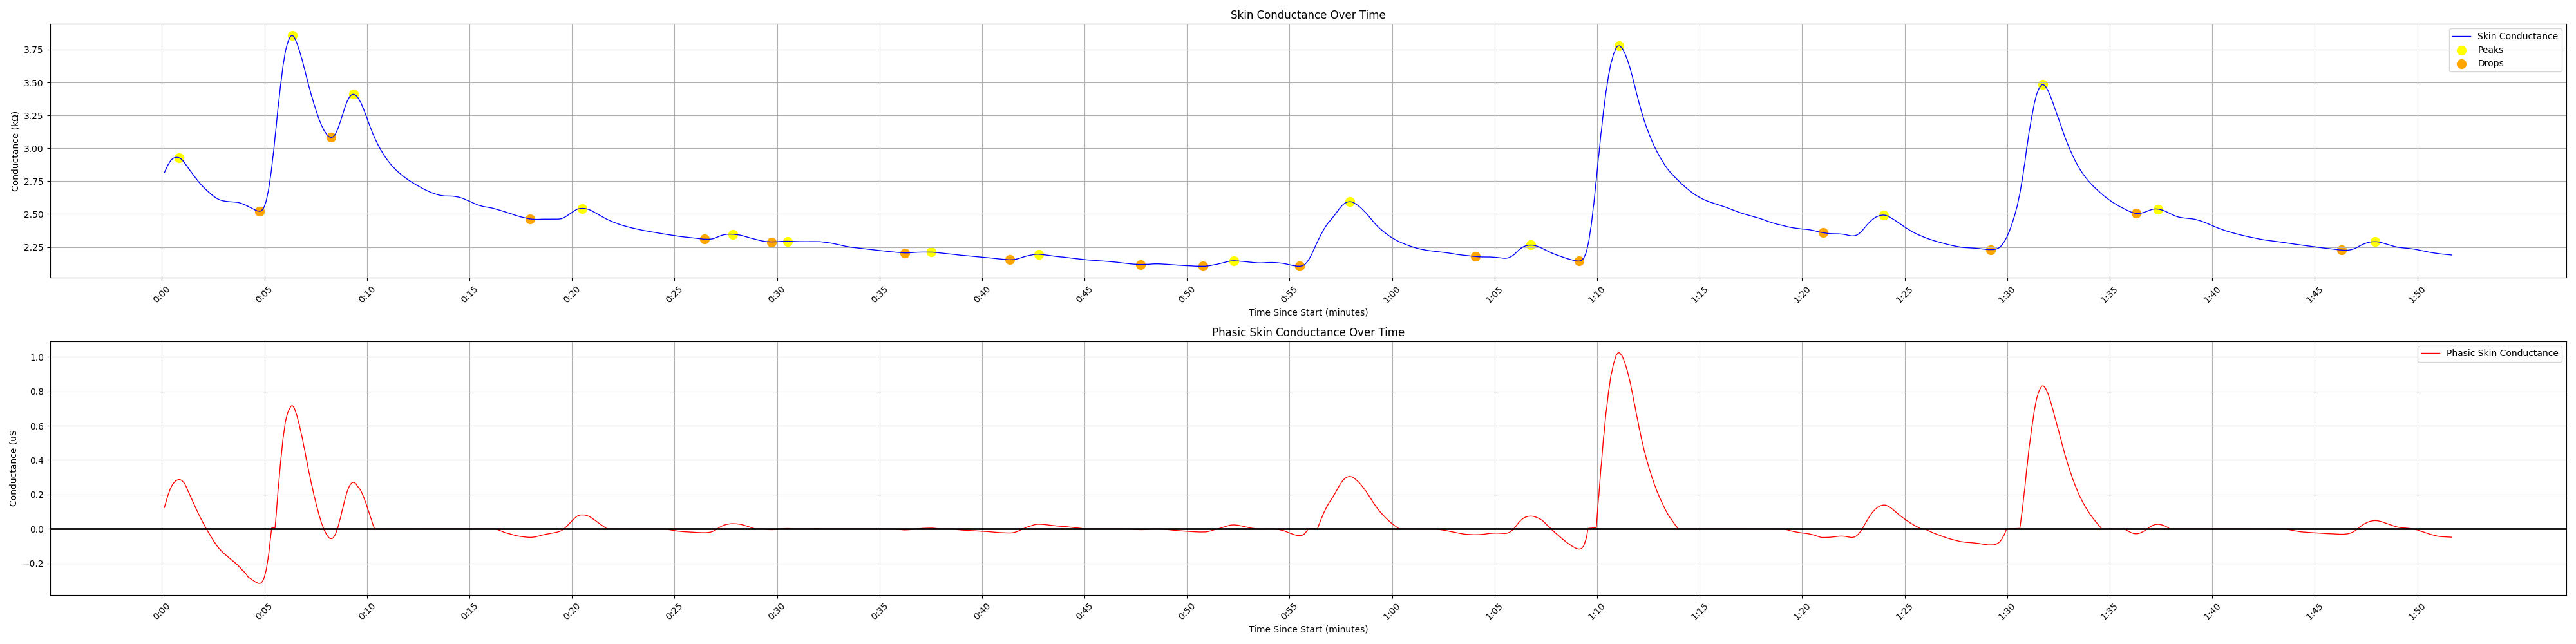 Skin Conductance Over Time
Conductance (kΩ)
3.75
3.50
3.25
3.00
2.75
2.50
2.25
Skin Conductance
Peaks
Drops
0:00 0:05 0:10 0:15 0:20 0:25 0:30 0:35 0:40 0:45 0:50 0:55 1:00 1:05 1:10 1:15 1:20 1:25 1:30 1:35 1:40 1:45 1:50
Time Since Start (minutes)
Phasic Skin Conductance Over Time
Conductance (uS
1.0
0.8
0.6
0.4
0.2
0.0
−0.2
Phasic Skin Conductance
0:00 0:05 0:10 0:15 0:20 0:25 0:30 0:35 0:40 0:45 0:50 0:55 1:00 1:05 1:10 1:15 1:20 1:25 1:30 1:35 1:40 1:45 1:50
Time Since Start (minutes)